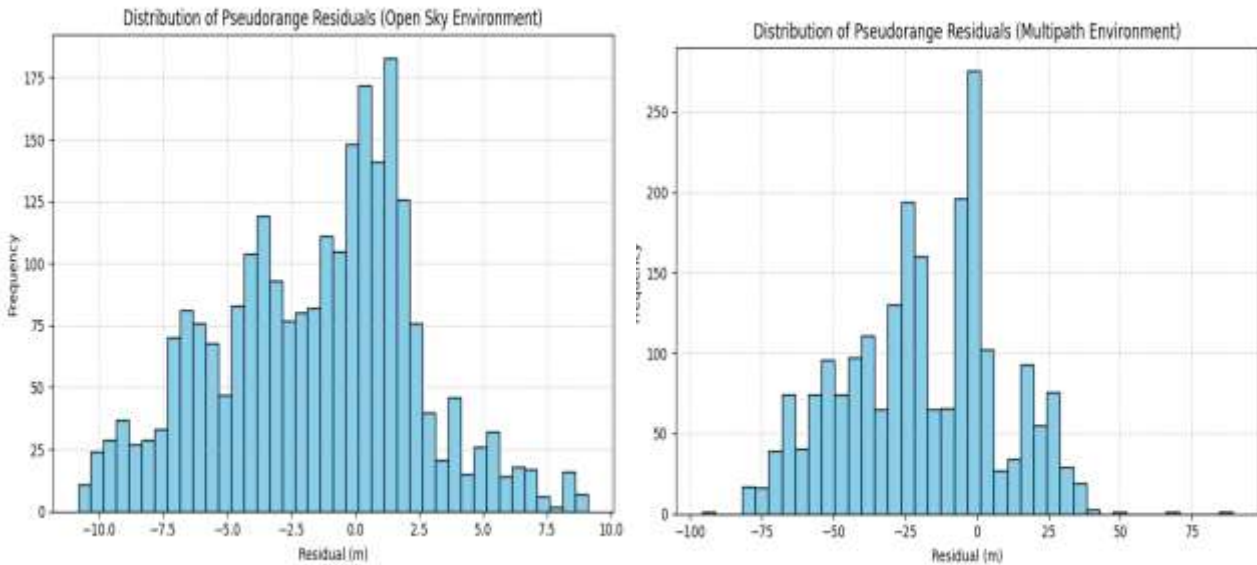 Distribution of Pseudorange Residuals (Open Sky Environment)
175
150
125
100
75
50
25
0
Frequency
−10.0 −7.5 −5.0 −2.5 0.0 2.5 5.0 7.5 10.0
Residual (m)
Distribution of Pseudorange Residuals (Multipath Environment)
250
200
150
100
50
0
−100 −75 −50 −25 0 25 50 75
Residual (m)